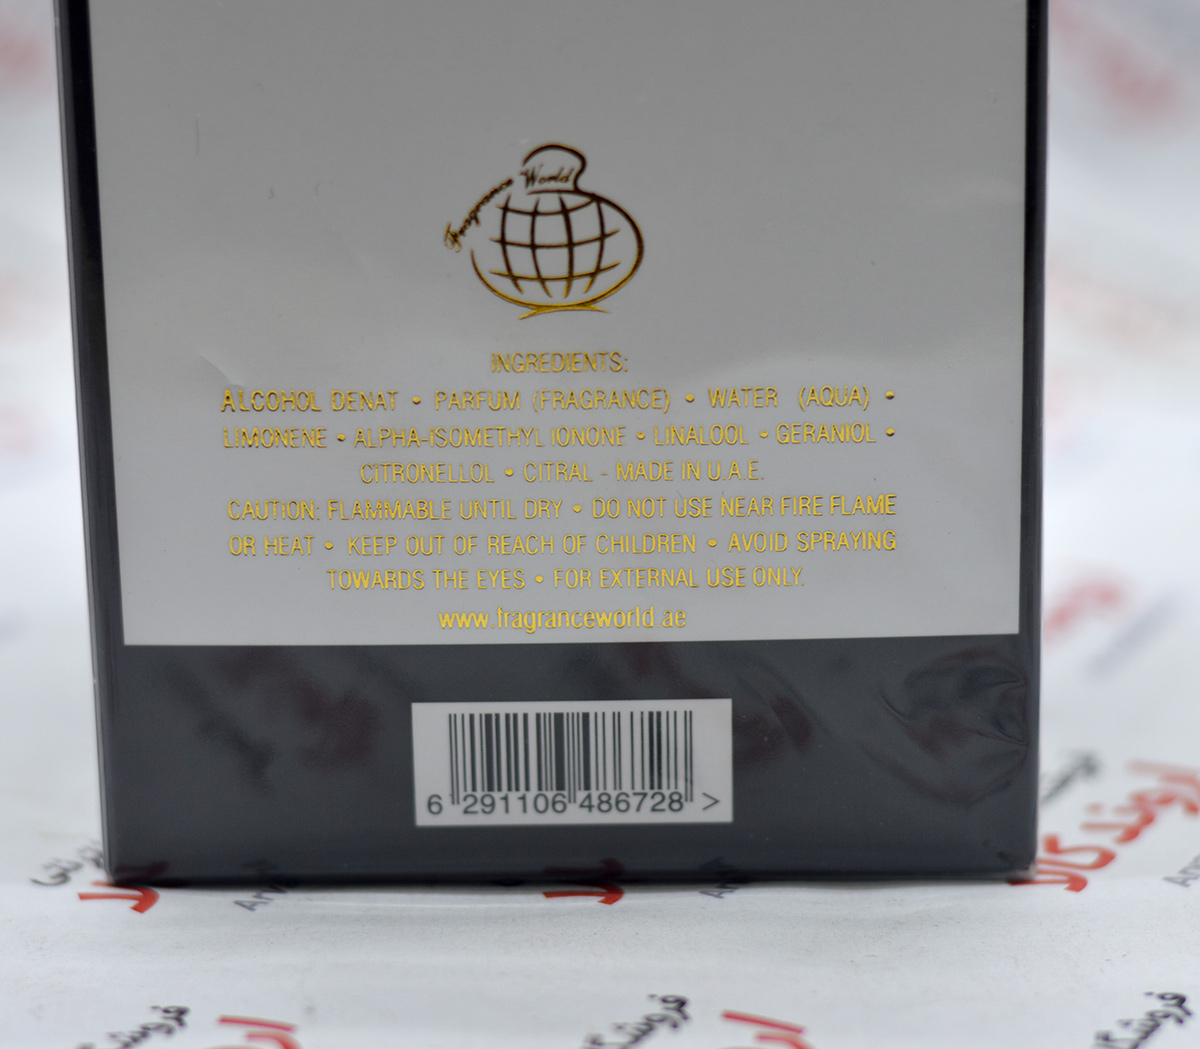 Fragrance World
INGREDIENTS:
ALCOHOL DENAT • PARFUM (FRAGRANCE) • WATER (AQUA) •
LIMONENE • ALPHA-ISOMETHYL IONONE • LINALOOL • GERANIOL •
CITRONELLOL • CITRAL - MADE IN U.A.E.
CAUTION: FLAMMABLE UNTIL DRY • DO NOT USE NEAR FIRE FLAME
OR HEAT • KEEP OUT OF REACH OF CHILDREN • AVOID SPRAYING
TOWARDS THE EYES • FOR EXTERNAL USE ONLY.
www.fragranceworld.ae
6 291106 486728 >
اروند کالا